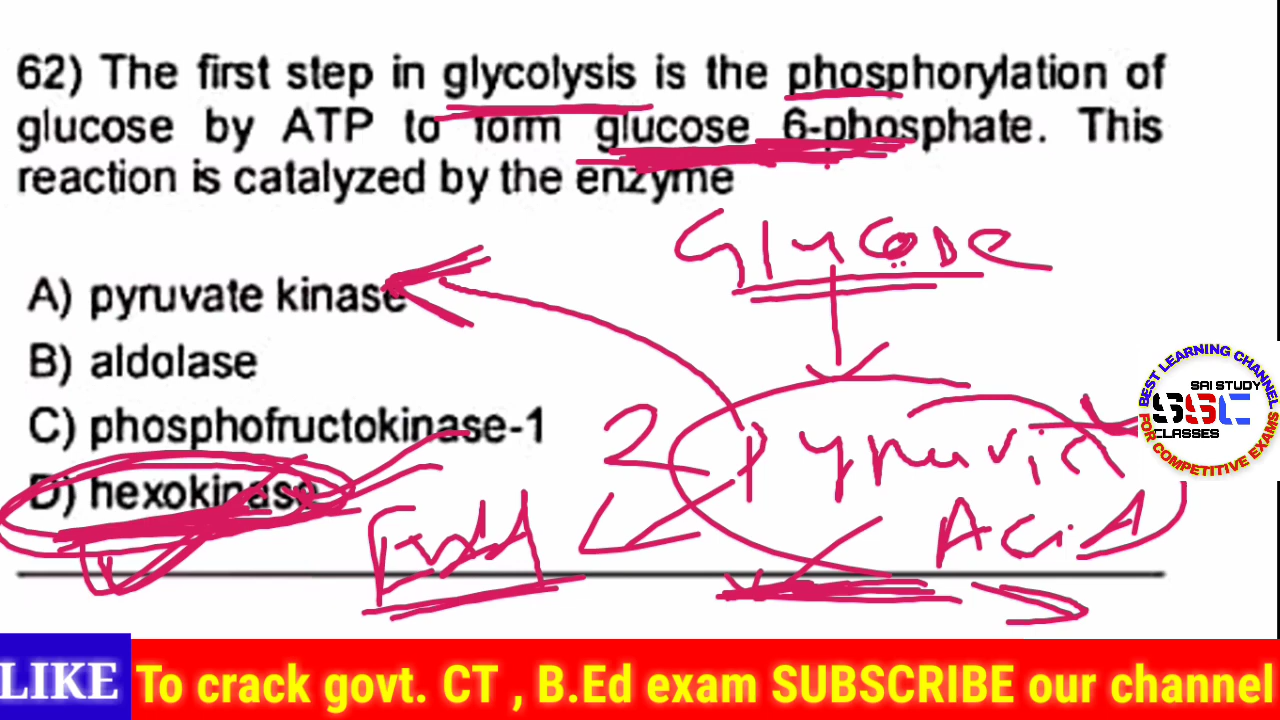 62) The first step in glycolysis is the phosphorylation of
glucose by ATP to form glucose 6-phosphate. This
reaction is catalyzed by the enzyme
Glucose
A) pyruvate kinase
B) aldolase
C) phosphofructokinase-1
D) hexokinase
2 Pyruvic
Acid
End
BEST LEARNING CHANNEL
SAI STUDY
SSC
CLASSES
FOR COMPETITIVE EXAMS
LIKE To crack govt. CT , B.Ed exam SUBSCRIBE our channel